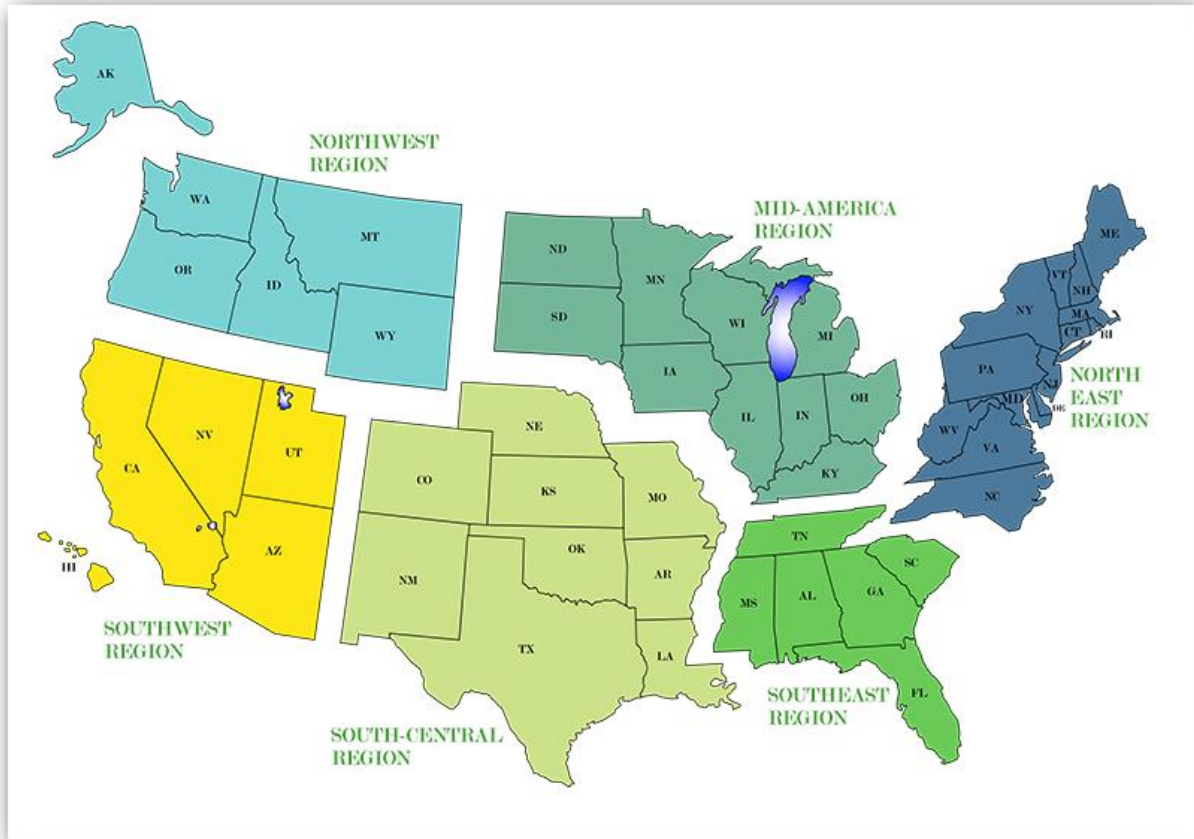 AK
NORTHWEST
REGION
WA
MT
OR
ID
WY
MID-AMERICA
REGION
ND
MN
SD
WI
MI
IA
IL
IN
OH
KY
ME
VT
NH
NY
MA
CT
RI
PA
NJ
MD
DE
WV
VA
NC
NORTH
EAST
REGION
NV
UT
CA
AZ
HI
SOUTHWEST
REGION
NE
CO
KS
MO
OK
NM
AR
TX
LA
SOUTH-CENTRAL
REGION
TN
SC
MS
AL
GA
FL
SOUTHEAST
REGION